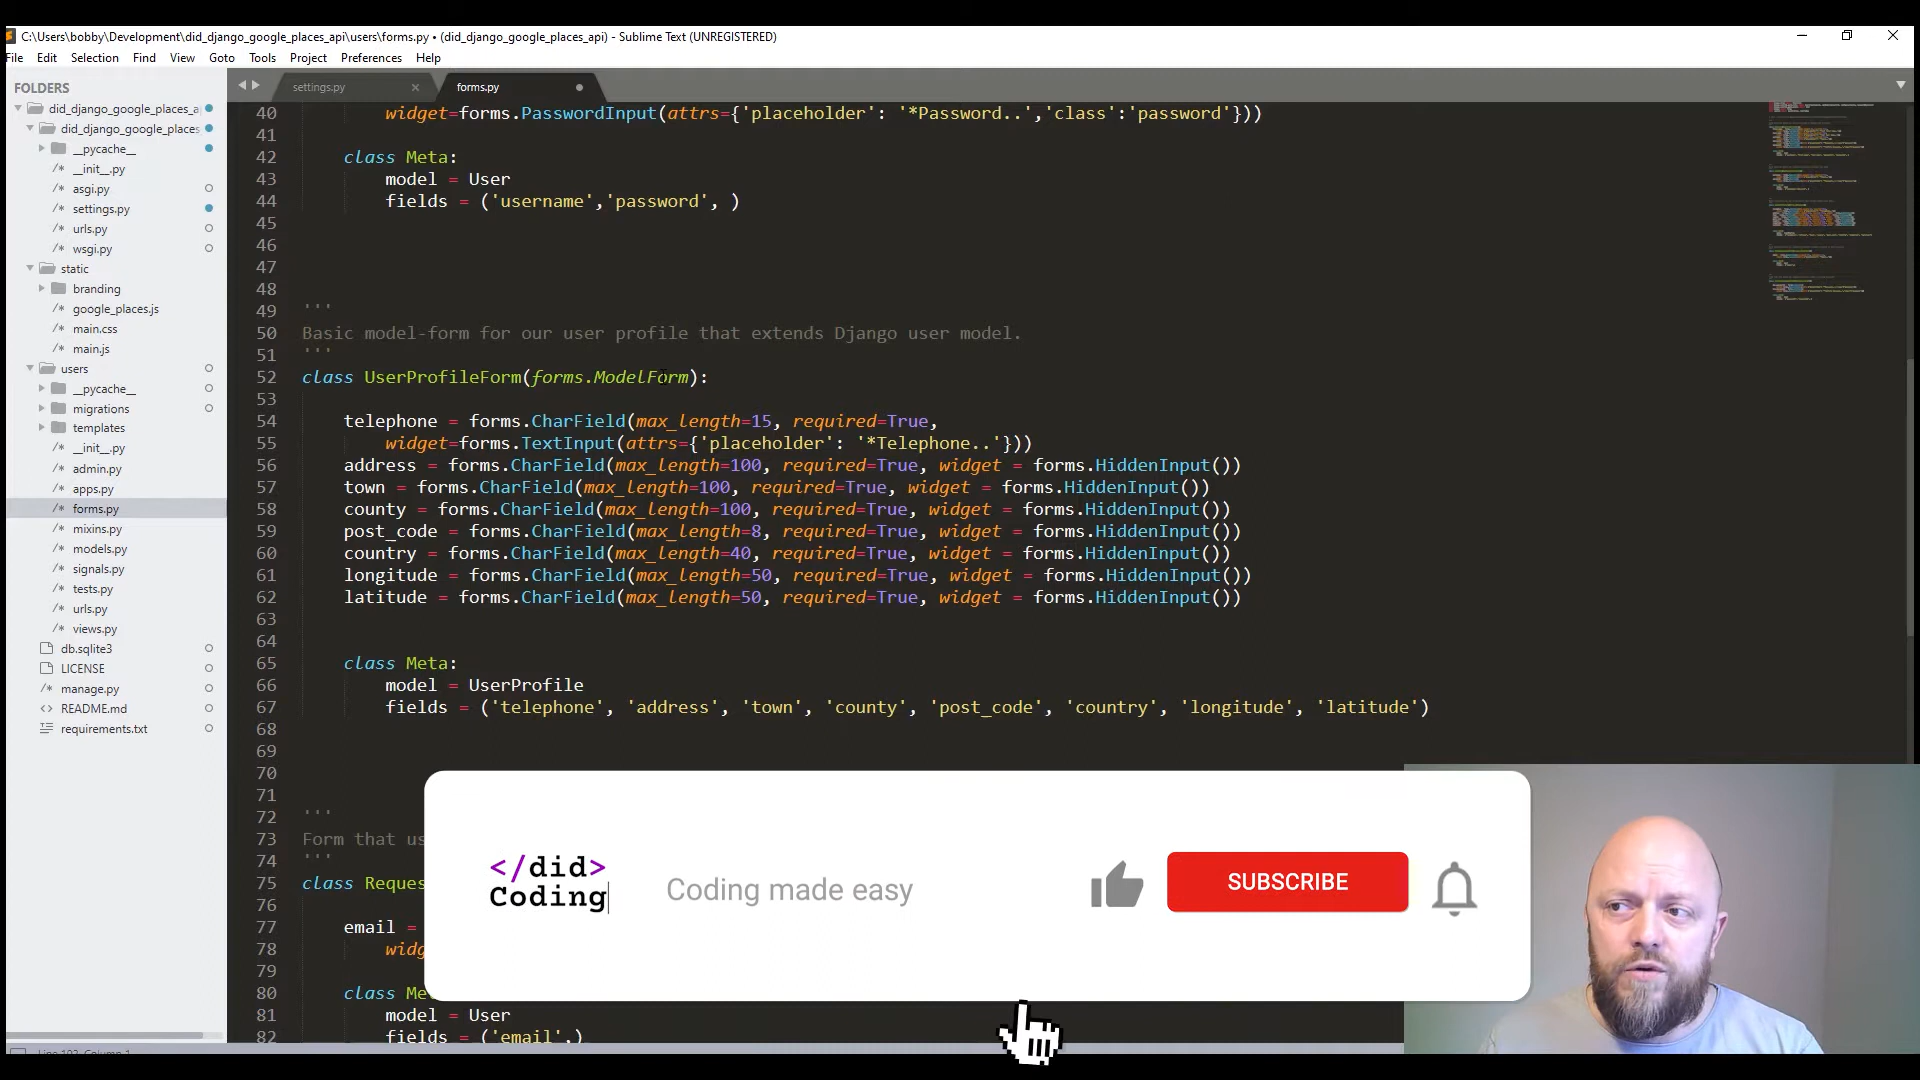 C:\Users\bobby\Development\did_django_google_places_api\users\forms.py • (did_django_google_places_api) - Sublime Text (UNREGISTERED)
File Edit Selection Find View Goto Tools Project Preferences Help
FOLDERS
did_django_google_places_a
did_django_google_places
__pycache__
__init__.py
asgi.py
settings.py
urls.py
wsgi.py
static
branding
google_places.js
main.css
main.js
users
__pycache__
migrations
templates
__init__.py
admin.py
apps.py
forms.py
mixins.py
models.py
signals.py
tests.py
urls.py
views.py
db.sqlite3
LICENSE
manage.py
README.md
requirements.txt
settings.py forms.py
40 widget=forms.PasswordInput(attrs={'placeholder': '*Password..','class':'password'}))
41
42 class Meta:
43 model = User
44 fields = ('username','password', )
45
46
47
48
49 '''
50 Basic model-form for our user profile that extends Django user model.
51 '''
52 class UserProfileForm(forms.ModelForm):
53
54 telephone = forms.CharField(max_length=15, required=True,
55 widget=forms.TextInput(attrs={'placeholder': '*Telephone..'}))
56 address = forms.CharField(max_length=100, required=True, widget = forms.HiddenInput())
57 town = forms.CharField(max_length=100, required=True, widget = forms.HiddenInput())
58 county = forms.CharField(max_length=100, required=True, widget = forms.HiddenInput())
59 post_code = forms.CharField(max_length=8, required=True, widget = forms.HiddenInput())
60 country = forms.CharField(max_length=40, required=True, widget = forms.HiddenInput())
61 longitude = forms.CharField(max_length=50, required=True, widget = forms.HiddenInput())
62 latitude = forms.CharField(max_length=50, required=True, widget = forms.HiddenInput())
63
64
65 class Meta:
66 model = UserProfile
67 fields = ('telephone', 'address', 'town', 'county', 'post_code', 'country', 'longitude', 'latitude')
68
69
70
71
72 '''
73 Form that us
74 '''
75 class Reques
76
77 email =
78 widg
79
80 class Me
81 model = User
82 fields = ('email',)
</did>
Coding
Coding made easy
SUBSCRIBE